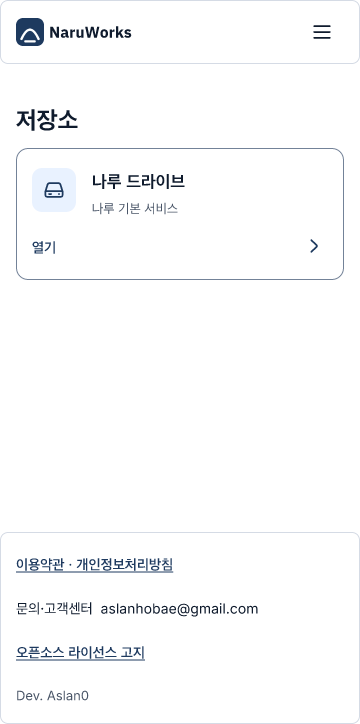 NaruWorks
저장소
나루 드라이브
나루 기본 서비스
열기
이용약관 · 개인정보처리방침
문의·고객센터 aslanhobae@gmail.com
오픈소스 라이선스 고지
Dev. Aslan0